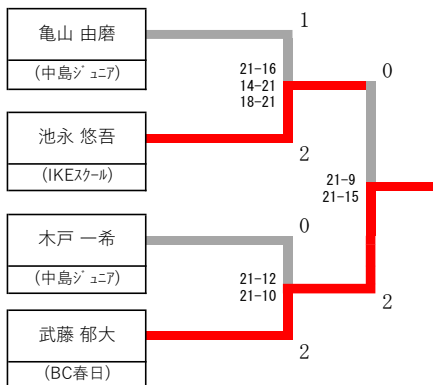 亀山 由磨
(中島ジュニア)
1
21-16
14-21
18-21
0
池永 悠吾
(IKEスクール)
2
21-9
21-15
木戸 一希
(中島ジュニア)
0
21-12
21-10
2
武藤 郁大
(BC春日)
2